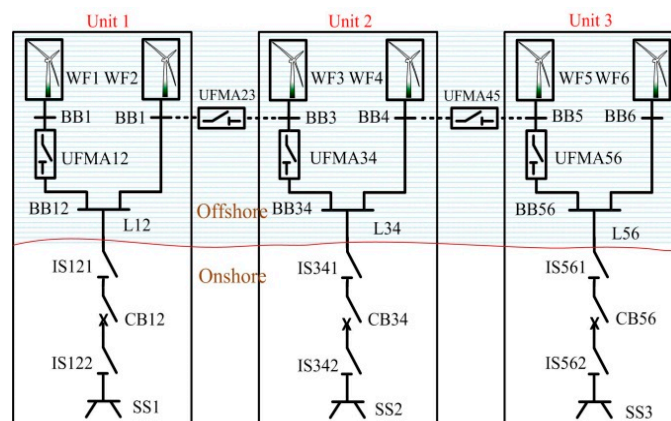 Unit 1 Unit 2 Unit 3
WF1 WF2 WF3 WF4 WF5 WF6
UFMA23 UFMA45
BB1 BB1 BB3 BB4 BB5 BB6
UFMA12 UFMA34 UFMA56
BB12 Offshore BB34 BB56
L12 L34 L56
IS121 Onshore IS341 IS561
CB12 CB34 CB56
IS122 IS342 IS562
SS1 SS2 SS3